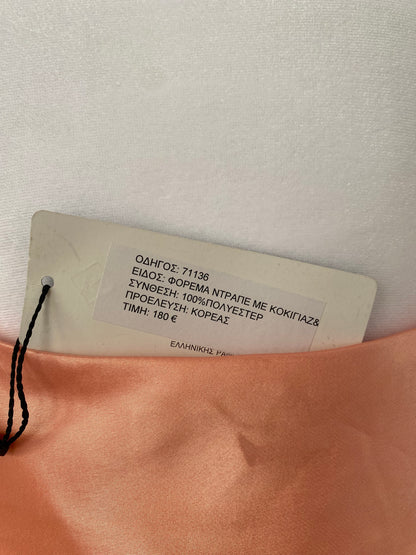 ΟΔΗΓΟΣ: 71136
ΕΙΔΟΣ: ΦΟΡΕΜΑ ΝΤΡΑΠΕ ΜΕ ΚΟΚΙΓΙΑΖ&
ΣΥΝΘΕΣΗ: 100%ΠΟΛΥΕΣΤΕΡ
ΠΡΟΕΛΕΥΣΗ: ΚΟΡΕΑΣ
ΤΙΜΗ: 180 €
ΕΛΛΗΝΙΚΗΣ